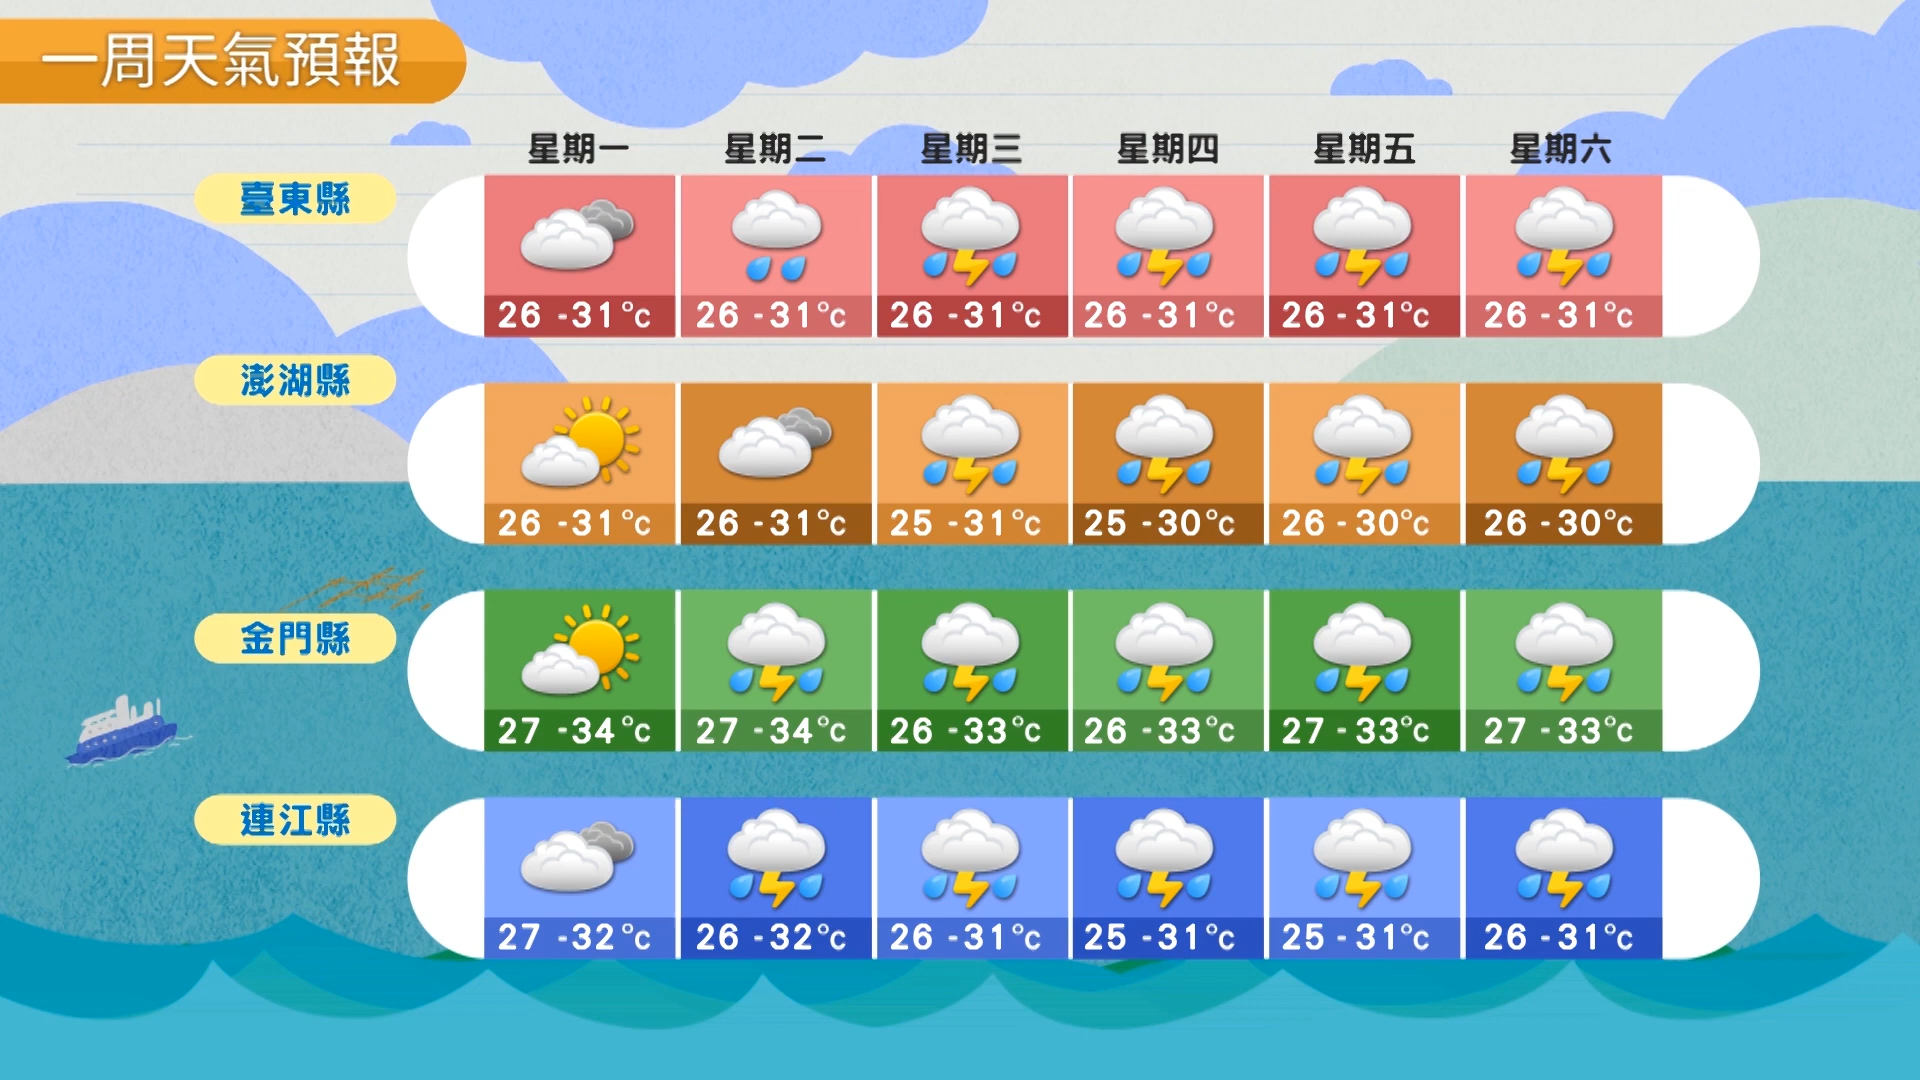 一周天氣預報
星期一 星期二 星期三 星期四 星期五 星期六
臺東縣
26 -31°C 26 -31°C 26 -31°C 26 -31°C 26 -31°C 26 -31°C
澎湖縣
26 -31°C 26 -31°C 25 -31°C 25 -30°C 26 -30°C 26 -30°C
金門縣
27 -34°C 27 -34°C 26 -33°C 26 -33°C 27 -33°C 27 -33°C
連江縣
27 -32°C 26 -32°C 26 -31°C 25 -31°C 25 -31°C 26 -31°C